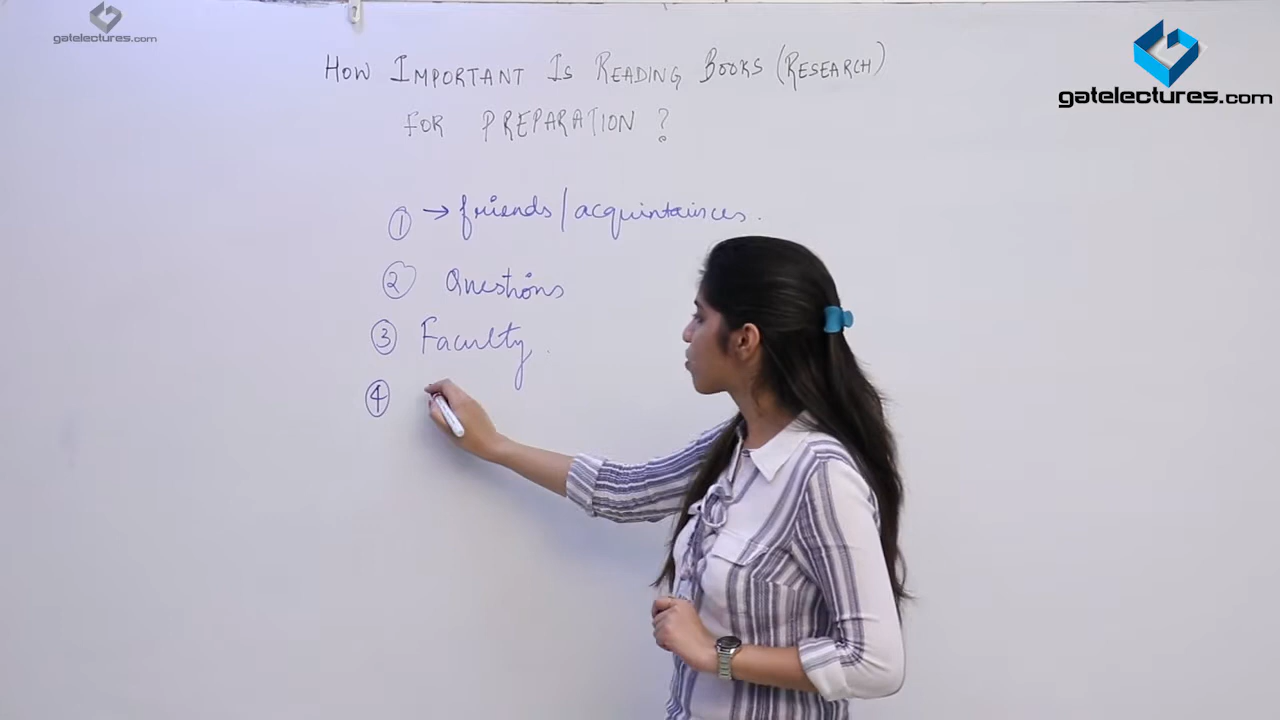 gatelectures.com
gatelectures.com
HOW IMPORTANT IS READING BOOKS (RESEARCH)
FOR PREPARATION ?
① → friends / acquintainces.
② Questions
③ Faculty.
④